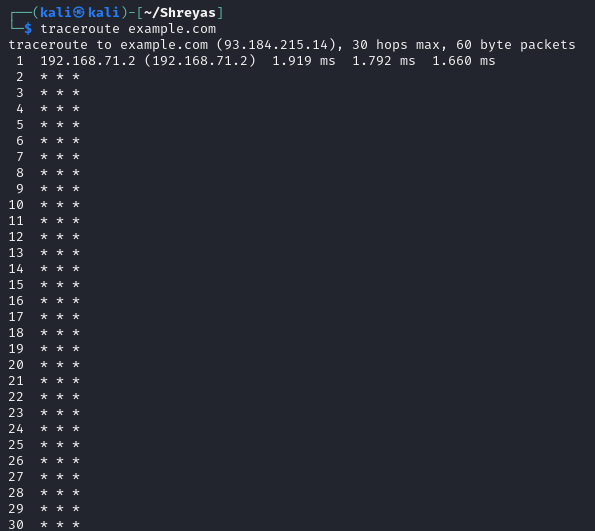 ┌──(kali㉿kali)-[~/Shreyas]
└─$ traceroute example.com
traceroute to example.com (93.184.215.14), 30 hops max, 60 byte packets
 1  192.168.71.2 (192.168.71.2)  1.919 ms  1.792 ms  1.660 ms
 2  * * *
 3  * * *
 4  * * *
 5  * * *
 6  * * *
 7  * * *
 8  * * *
 9  * * *
10  * * *
11  * * *
12  * * *
13  * * *
14  * * *
15  * * *
16  * * *
17  * * *
18  * * *
19  * * *
20  * * *
21  * * *
22  * * *
23  * * *
24  * * *
25  * * *
26  * * *
27  * * *
28  * * *
29  * * *
30  * * *